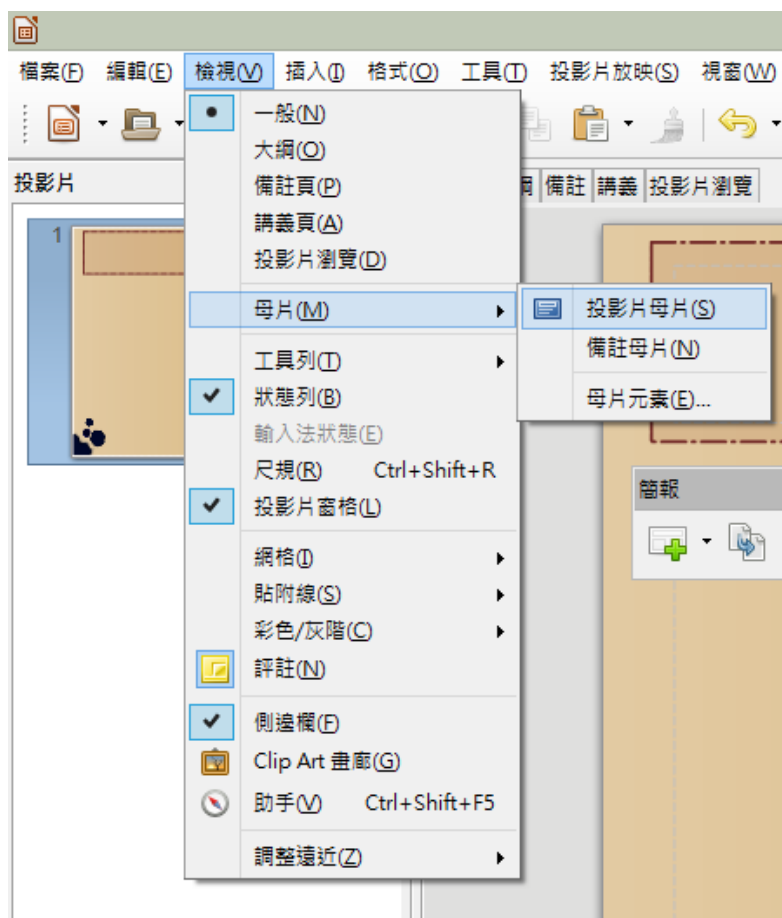 檔案(F) 編輯(E) 檢視(V) 插入(I) 格式(O) 工具(T) 投影片放映(S) 視窗(W)
投影片
備註 講義 投影片瀏覽
1
一般(N)
大綱(O)
備註頁(P)
講義頁(A)
投影片瀏覽(D)
母片(M)
投影片母片(S)
備註母片(N)
母片元素(E)...
工具列(T)
狀態列(B)
輸入法狀態(E)
尺規(R) Ctrl+Shift+R
投影片窗格(L)
網格(I)
貼附線(S)
彩色/灰階(C)
評註(N)
側邊欄(F)
Clip Art 畫廊(G)
助手(V) Ctrl+Shift+F5
調整遠近(Z)
簡報